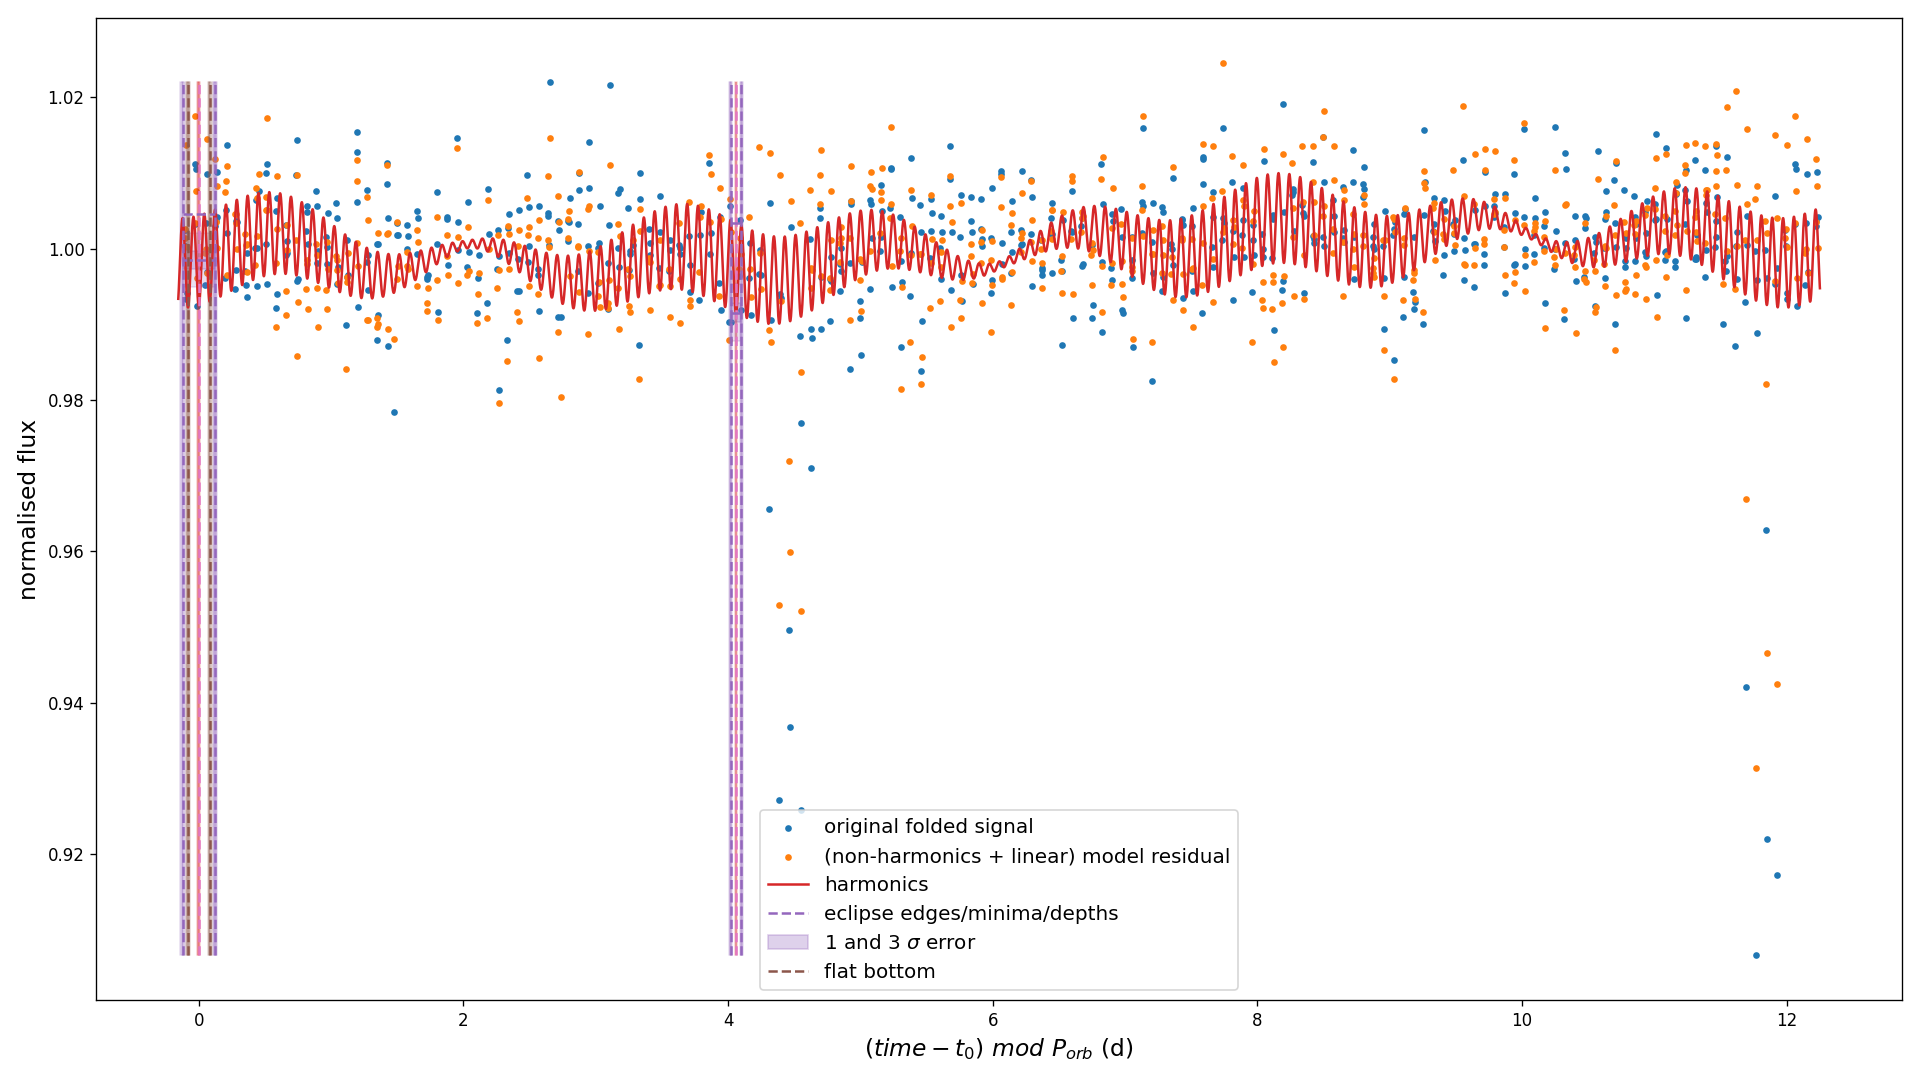 1.02
1.00
0.98
0.96
0.94
0.92
normalised flux
original folded signal
(non-harmonics + linear) model residual
harmonics
eclipse edges/minima/depths
1 and 3 σ error
flat bottom
0 2 4 6 8 10 12
(time − t₀) mod P_orb (d)